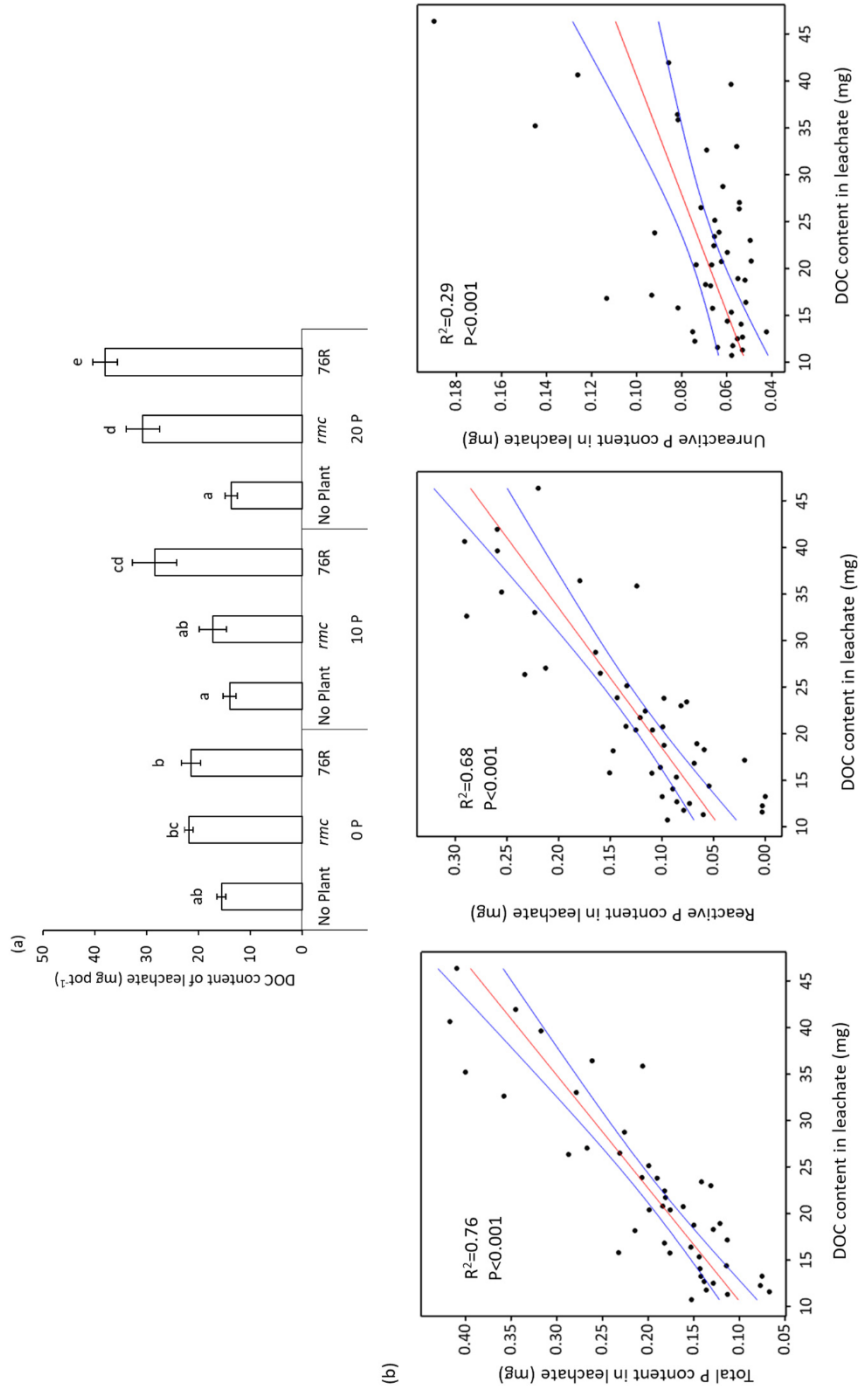 (a)
DOC content of leachate (mg pot-1)
50
40
30
20
10
0
ab
bc
b
a
ab
cd
a
d
e
No Plant rmc 76R No Plant rmc 76R No Plant rmc 76R
0 P 10 P 20 P
(b)
Total P content in leachate (mg)
0.40
0.35
0.30
0.25
0.20
0.15
0.10
0.05
R2=0.76
P<0.001
10 15 20 25 30 35 40 45
DOC content in leachate (mg)
Reactive P content in leachate (mg)
0.30
0.25
0.20
0.15
0.10
0.05
0.00
R2=0.68
P<0.001
10 15 20 25 30 35 40 45
DOC content in leachate (mg)
Unreactive P content in leachate (mg)
0.18
0.16
0.14
0.12
0.10
0.08
0.06
0.04
R2=0.29
P<0.001
10 15 20 25 30 35 40 45
DOC content in leachate (mg)